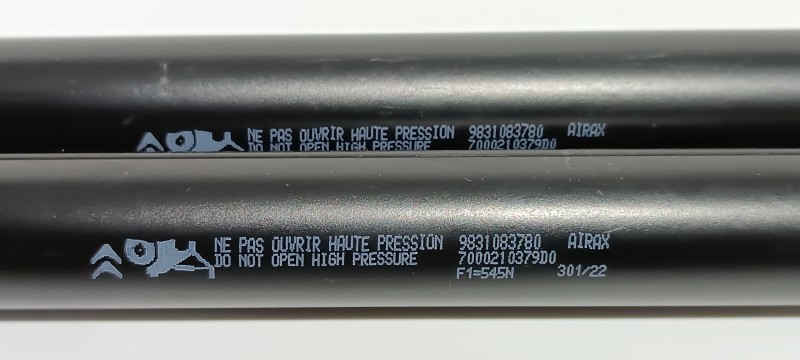 NE PAS OUVRIR HAUTE PRESSION 9831083780 AIRAX
DO NOT OPEN HIGH PRESSURE 7000210379D0
NE PAS OUVRIR HAUTE PRESSION 9831083780 AIRAX
DO NOT OPEN HIGH PRESSURE 7000210379D0
F1=545N 301/22